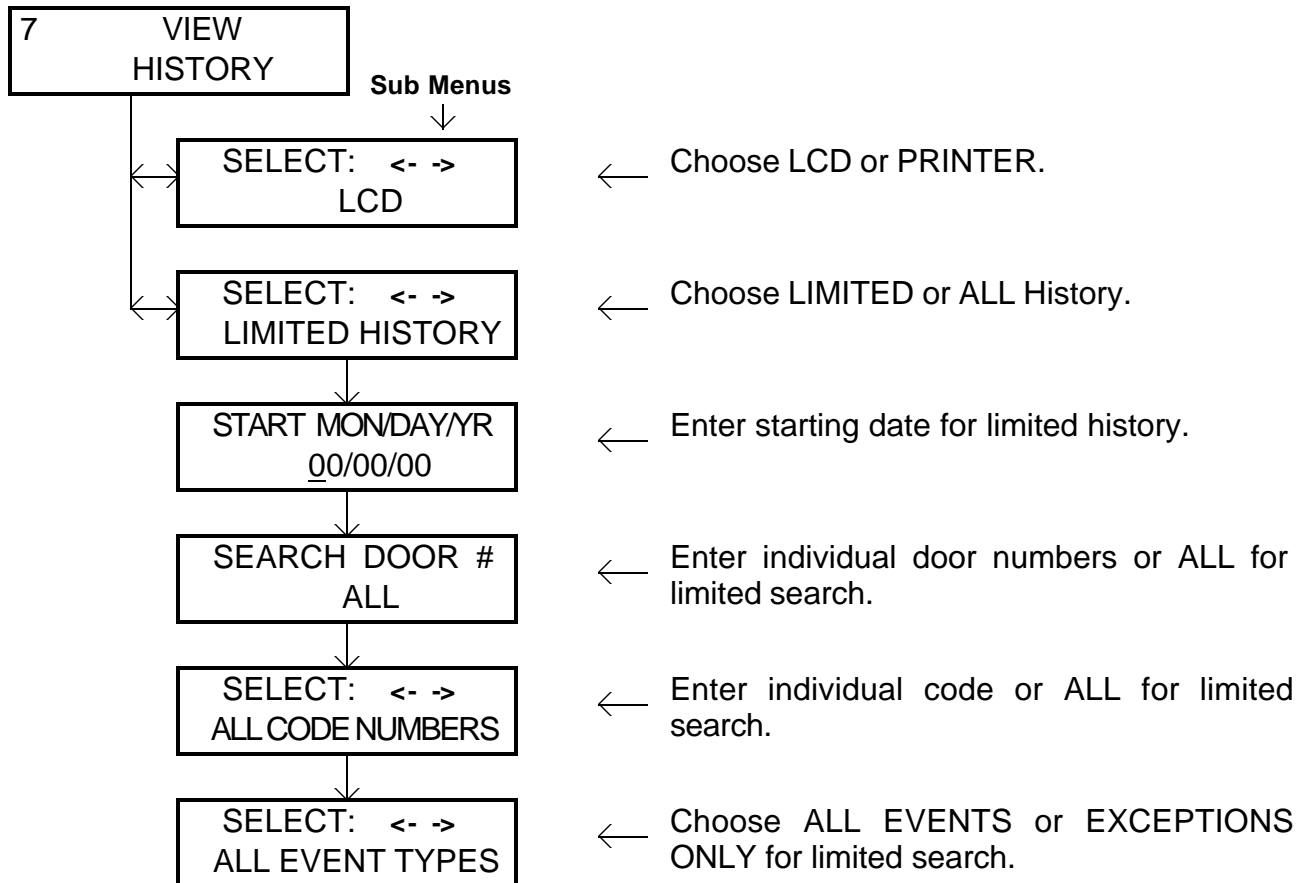 7 VIEW
HISTORY
Sub Menus
SELECT: <- ->
LCD
Choose LCD or PRINTER.
SELECT: <- ->
LIMITED HISTORY
Choose LIMITED or ALL History.
START MON/DAY/YR
00/00/00
Enter starting date for limited history.
SEARCH DOOR #
ALL
Enter individual door numbers or ALL for
limited search.
SELECT: <- ->
ALL CODE NUMBERS
Enter individual code or ALL for limited
search.
SELECT: <- ->
ALL EVENT TYPES
Choose ALL EVENTS or EXCEPTIONS
ONLY for limited search.